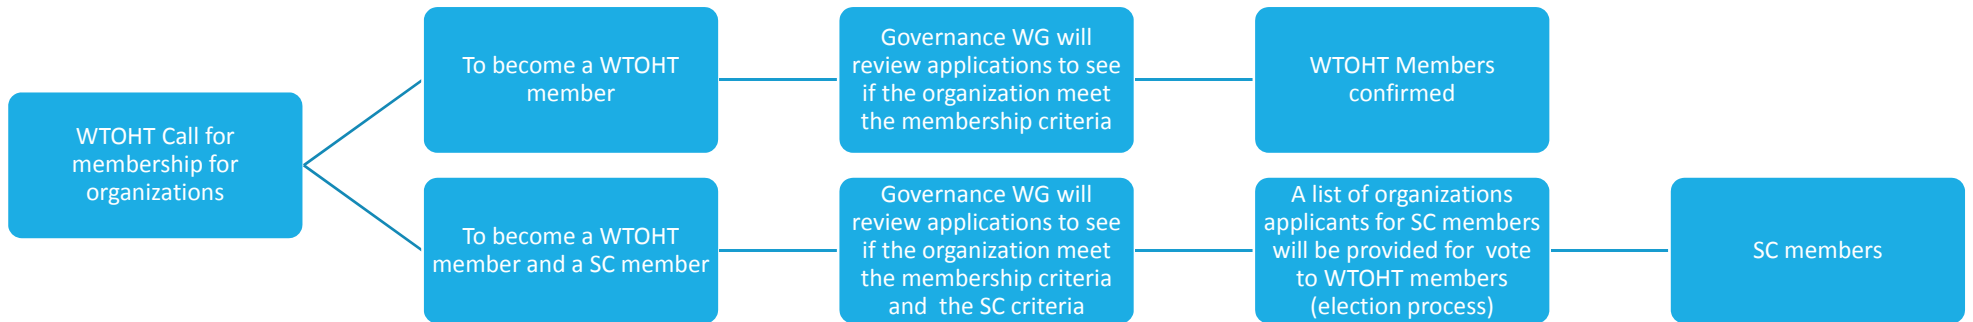 WTOHT Call for
membership for
organizations
To become a WTOHT
member
Governance WG will
review applications to see
if the organization meet
the membership criteria
WTOHT Members
confirmed
To become a WTOHT
member and a SC member
Governance WG will
review applications to see
if the organization meet
the membership criteria
and the SC criteria
A list of organizations
applicants for SC members
will be provided for vote
to WTOHT members
(election process)
SC members